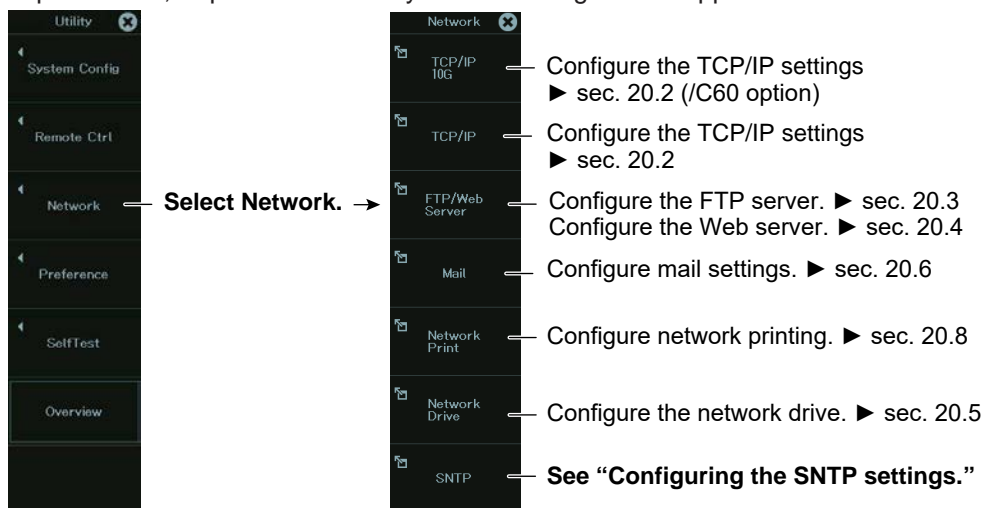 Utility
System Config
Remote Ctrl
Network
Preference
SelfTest
Overview
Select Network.
Network
TCP/IP
10G
Configure the TCP/IP settings
► sec. 20.2 (/C60 option)
TCP/IP
Configure the TCP/IP settings
► sec. 20.2
FTP/Web
Server
Configure the FTP server. ► sec. 20.3
Configure the Web server. ► sec. 20.4
Mail
Configure mail settings. ► sec. 20.6
Network
Print
Configure network printing. ► sec. 20.8
Network
Drive
Configure the network drive. ► sec. 20.5
SNTP
See “Configuring the SNTP settings.”